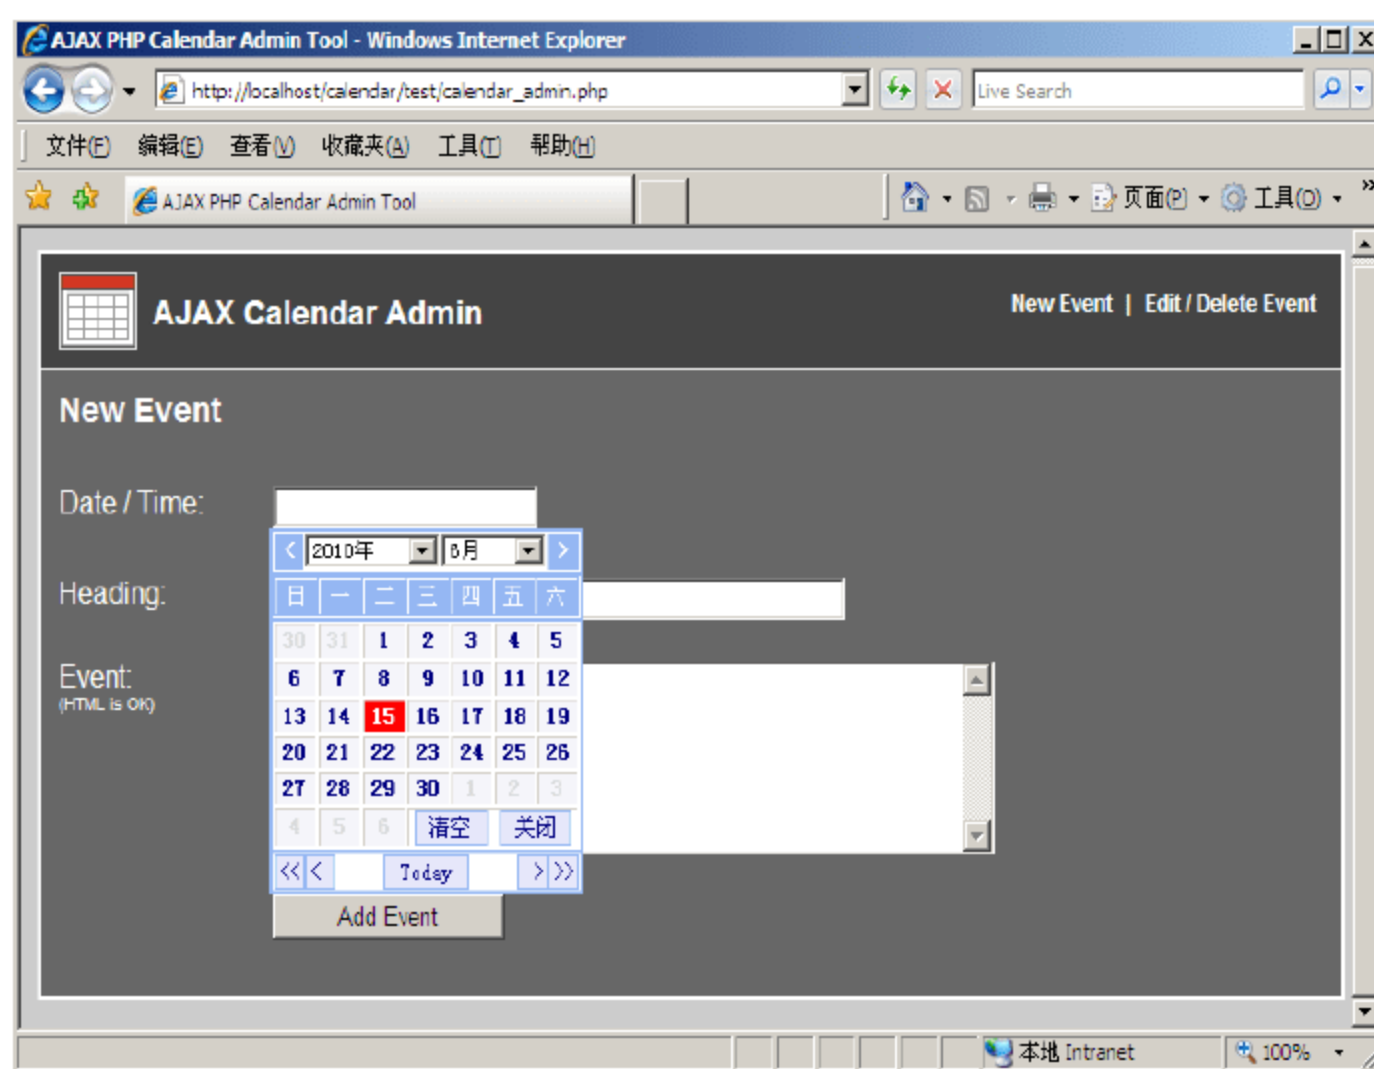 AJAX PHP Calendar Admin Tool - Windows Internet Explorer
http://localhost/calendar/test/calendar_admin.php
Live Search
文件(F) 编辑(E) 查看(V) 收藏夹(A) 工具(T) 帮助(H)
AJAX PHP Calendar Admin Tool
页面(P) 工具(O) »
AJAX Calendar Admin
New Event | Edit / Delete Event
New Event
Date / Time:
< 2010年 6月 >
Heading:
日 一 二 三 四 五 六
30 31 1 2 3 4 5
Event:
6 7 8 9 10 11 12
(HTML is OK)
13 14 15 16 17 18 19
20 21 22 23 24 25 26
27 28 29 30 1 2 3
4 5 6 清空 关闭
<< < Today > >>
Add Event
本地 Intranet 100%